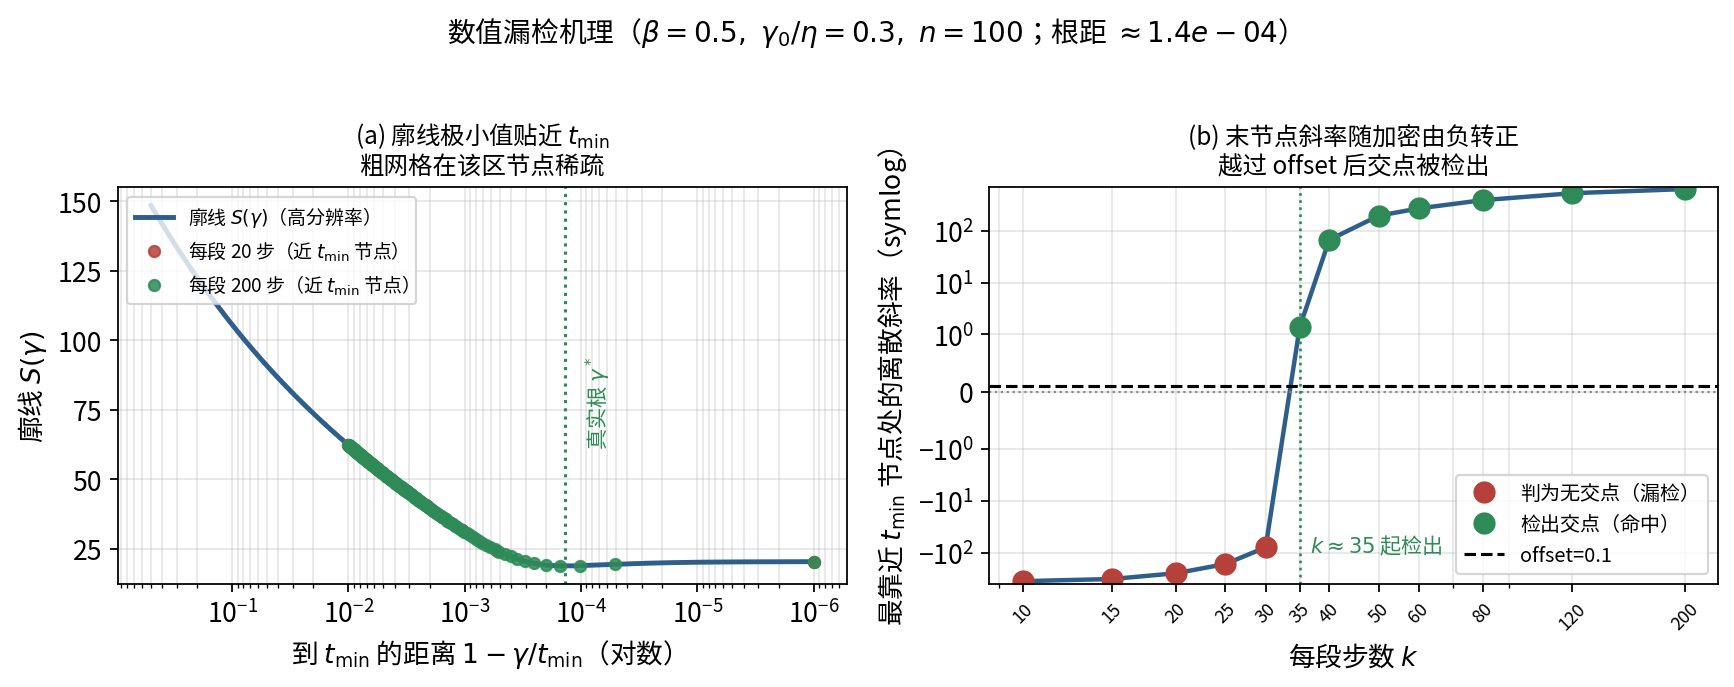 数值漏检机理（β = 0.5, γ₀/η = 0.3, n = 100；根距 ≈ 1.4e − 04）
(a) 廓线极小值贴近 t_min
粗网格在该区节点稀疏
廓线 S(γ)
150
125
100
75
50
25
廓线 S(γ)（高分辨率）
每段 20 步（近 t_min 节点）
每段 200 步（近 t_min 节点）
真实根 γ*
10⁻¹
10⁻²
10⁻³
10⁻⁴
10⁻⁵
10⁻⁶
到 t_min 的距离 1 − γ/t_min（对数）
(b) 末节点斜率随加密由负转正
越过 offset 后交点被检出
最靠近 t_min 节点处的离散斜率（symlog）
10²
10¹
10⁰
0
−10⁰
−10¹
−10²
判为无交点（漏检）
检出交点（命中）
offset=0.1
k ≈ 35 起检出
10
15
20
25
30
35
40
50
60
80
120
200
每段步数 k